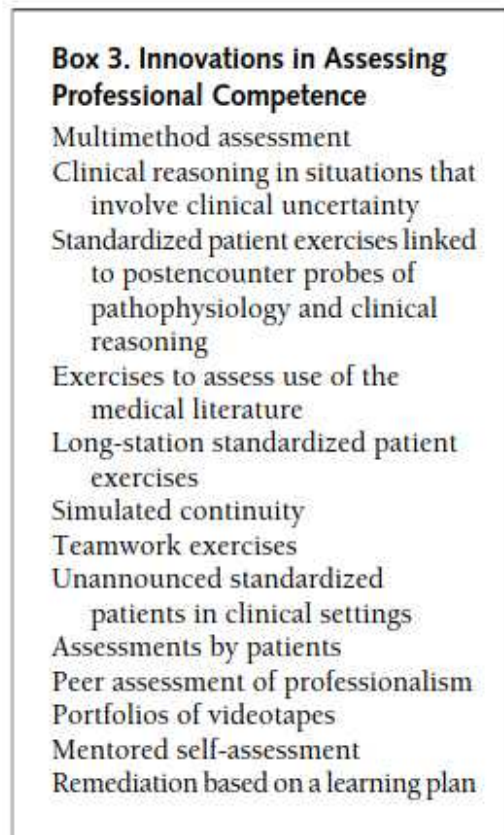 Box 3. Innovations in Assessing
Professional Competence
Multimethod assessment
Clinical reasoning in situations that
involve clinical uncertainty
Standardized patient exercises linked
to postencounter probes of
pathophysiology and clinical
reasoning
Exercises to assess use of the
medical literature
Long-station standardized patient
exercises
Simulated continuity
Teamwork exercises
Unannounced standardized
patients in clinical settings
Assessments by patients
Peer assessment of professionalism
Portfolios of videotapes
Mentored self-assessment
Remediation based on a learning plan